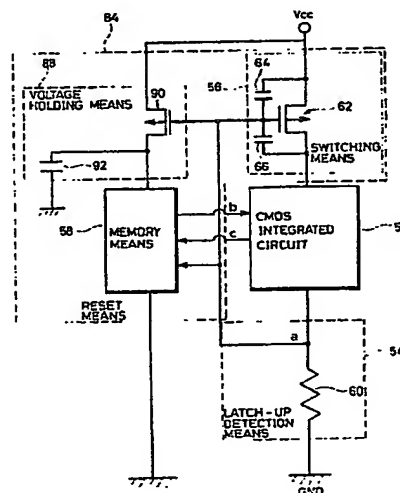 84
Vcc
88
VOLTAGE HOLDING MEANS
90
56
64
62
66
SWITCHING MEANS
92
58
MEMORY MEANS
b
c
CMOS INTEGRATED CIRCUIT
RESET MEANS
a
54
60
LATCH-UP DETECTION MEANS
GND